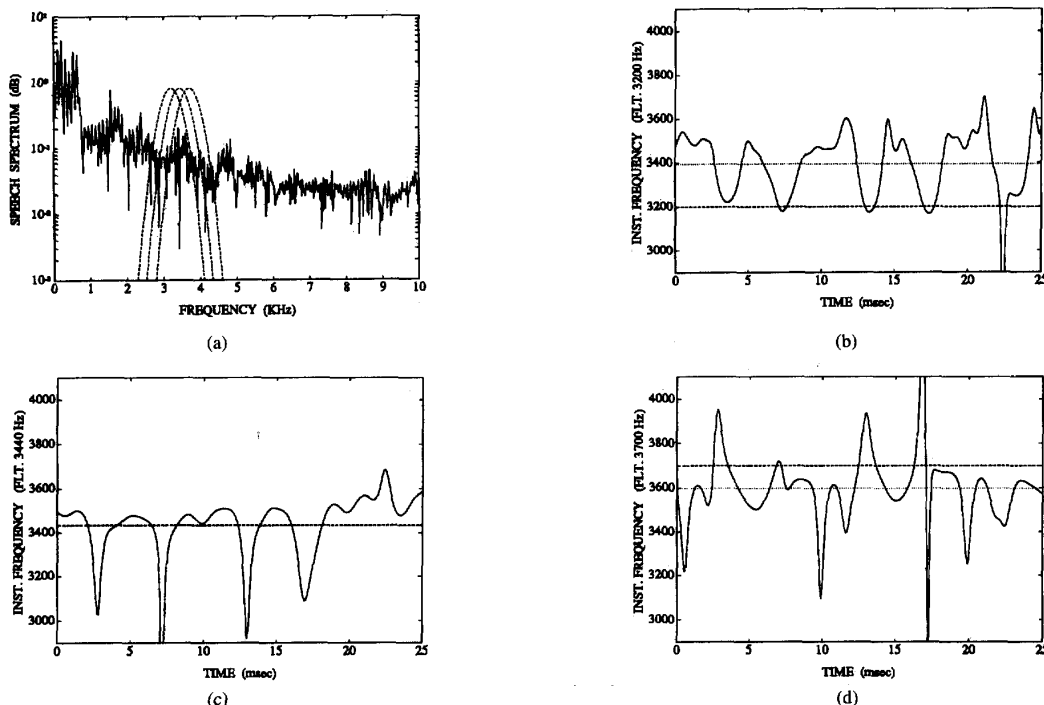 SPEECH SPECTRUM (dB)
10¹
10⁰
10⁻¹
10⁻²
10⁻³
0 1 2 3 4 5 6 7 8 9 10
FREQUENCY (KHz)
(a)
INST. FREQUENCY (FLT. 3200 Hz)
4000
3800
3600
3400
3200
3000
0 5 10 15 20 25
TIME (msec)
(b)
INST. FREQUENCY (FLT. 3440 Hz)
4000
3800
3600
3400
3200
3000
0 5 10 15 20 25
TIME (msec)
(c)
INST. FREQUENCY (FLT. 3700 Hz)
4000
3800
3600
3400
3200
3000
0 5 10 15 20 25
TIME (msec)
(d)